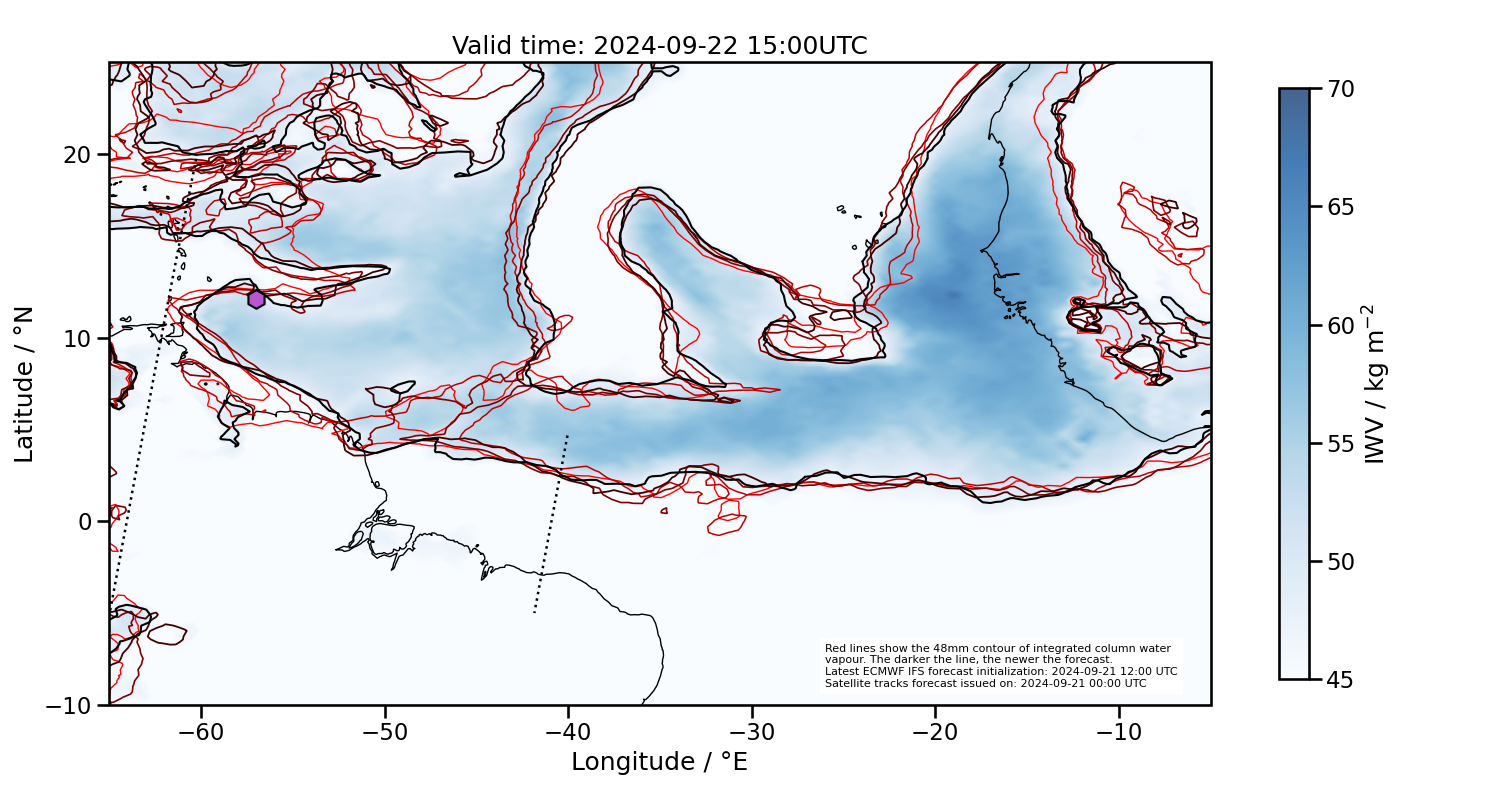 Valid time: 2024-09-22 15:00UTC
20
10
0
−10
Latitude / °N
−60
−50
−40
−30
−20
−10
Longitude / °E
70
65
60
55
50
45
IWV / kg m⁻²
Red lines show the 48mm contour of integrated column water
vapour. The darker the line, the newer the forecast.
Latest ECMWF IFS forecast initialization: 2024-09-21 12:00 UTC
Satellite tracks forecast issued on: 2024-09-21 00:00 UTC